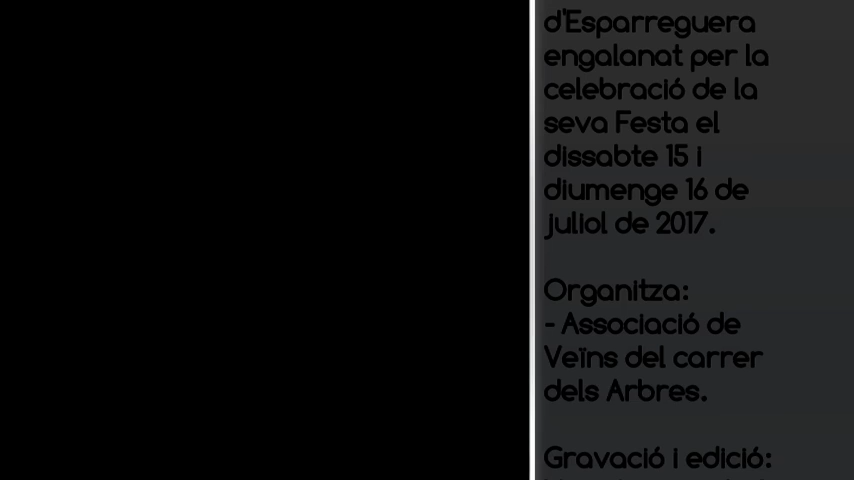 d'Esparreguera
engalanat per la
celebració de la
seva Festa el
dissabte 15 i
diumenge 16 de
juliol de 2017.
Organitza:
- Associació de
Veïns del carrer
dels Arbres.
Gravació i edició: